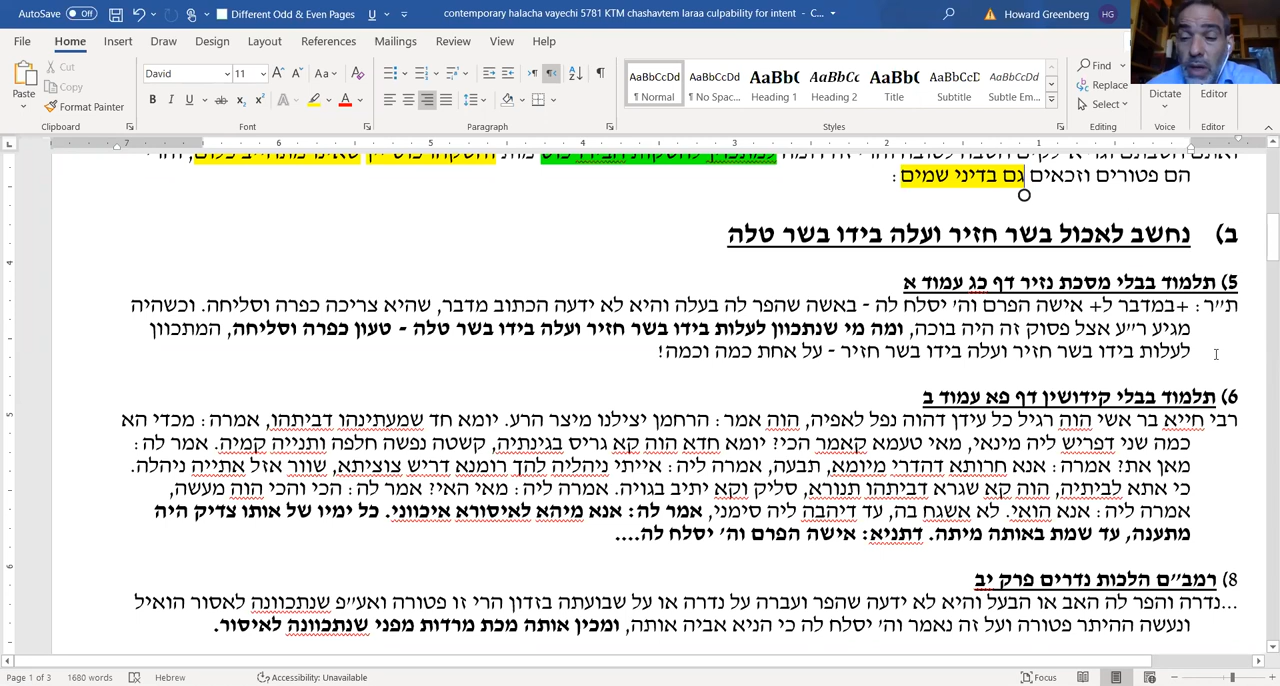 AutoSave Off Different Odd & Even Pages contemporary halacha vayechi 5781 KTM chashavtem laraa culpability for intent - C... Howard Greenberg HG
File Home Insert Draw Design Layout References Mailings Review View Help
Paste Cut Copy Format Painter David 11 Aa
AaBbCcDd AaBbCcDd AaBb( AaBbCc AaBbC AaBbCcD AaBbCcDd
¶ Normal ¶ No Spac... Heading 1 Heading 2 Title Subtitle Subtle Em...
Find Replace Select Dictate Editor
Clipboard Font Paragraph Styles Editing Voice Editor
7 6 5 4 3 2 1
הם פטורים וזכאים גם בדיני שמים :
ב) נחשב לאכול בשר חזיר ועלה בידו בשר טלה
5) תלמוד בבלי מסכת נזיר דף כג עמוד א
ת"ר : +במדבר ל+ אישה הפרם וה' יסלח לה - באשה שהפר לה בעלה והיא לא ידעה הכתוב מדבר, שהיא צריכה כפרה וסליחה. וכשהיה
מגיע ר"ע אצל פסוק זה היה בוכה, ומה מי שנתכוון לעלות בידו בשר חזיר ועלה בידו בשר טלה - טעון כפרה וסליחה, המתכוון
לעלות בידו בשר חזיר ועלה בידו בשר חזיר - על אחת כמה וכמה!
6) תלמוד בבלי קידושין דף פא עמוד ב
רבי חייא בר אשי הוה רגיל כל עידן דהוה נפל לאפיה, הוה אמר : הרחמן יצילנו מיצר הרע. יומא חד שמעתינהו דביתהו, אמרה : מכדי הא
כמה שני דפריש ליה מינאי, מאי טעמא קאמר הכי? יומא חדא הוה קא גריס בגינתיה, קשטה נפשה חלפה ותנייה קמיה. אמר לה :
מאן את? אמרה : אנא חרותא דהדרי מיומא, תבעה, אמרה ליה : אייתי ניהליה להך רומנא דריש צוציתא, שוור אזל אתייה ניהלה.
כי אתא לביתיה, הוה קא שגרא דביתהו תנורא, סליק וקא יתיב בגויה. אמרה ליה : מאי האי? אמר לה : הכי והכי הוה מעשה,
אמרה ליה : אנא הואי. לא אשגח בה, עד דיהבה ליה סימני, אמר לה : אנא מיהא לאיסורא איכווני. כל ימיו של אותו צדיק היה
מתענה, עד שמת באותה מיתה. דתניא : אישה הפרם וה' יסלח לה....
8) רמב"ם הלכות נדרים פרק יב
...נדרה והפר לה האב או הבעל והיא לא ידעה שהפר ועברה על נדרה או על שבועתה בזדון הרי זו פטורה ואע"פ שנתכוונה לאסור הואיל
ונעשה ההיתר פטורה ועל זה נאמר וה' יסלח לה כי הניא אביה אותה, ומכין אותה מכת מרדות מפני שנתכוונה לאיסור.
Page 1 of 3 1680 words Hebrew Accessibility: Unavailable Focus